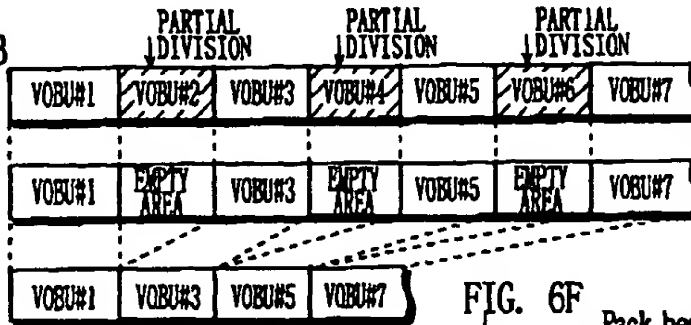 PARTIAL DIVISION PARTIAL DIVISION PARTIAL DIVISION
B
VOBU#1 VOBU#2 VOBU#3 VOBU#4 VOBU#5 VOBU#6 VOBU#7
VOBU#1 EMPTY AREA VOBU#3 EMPTY AREA VOBU#5 EMPTY AREA VOBU#7
VOBU#1 VOBU#3 VOBU#5 VOBU#7
FIG. 6F